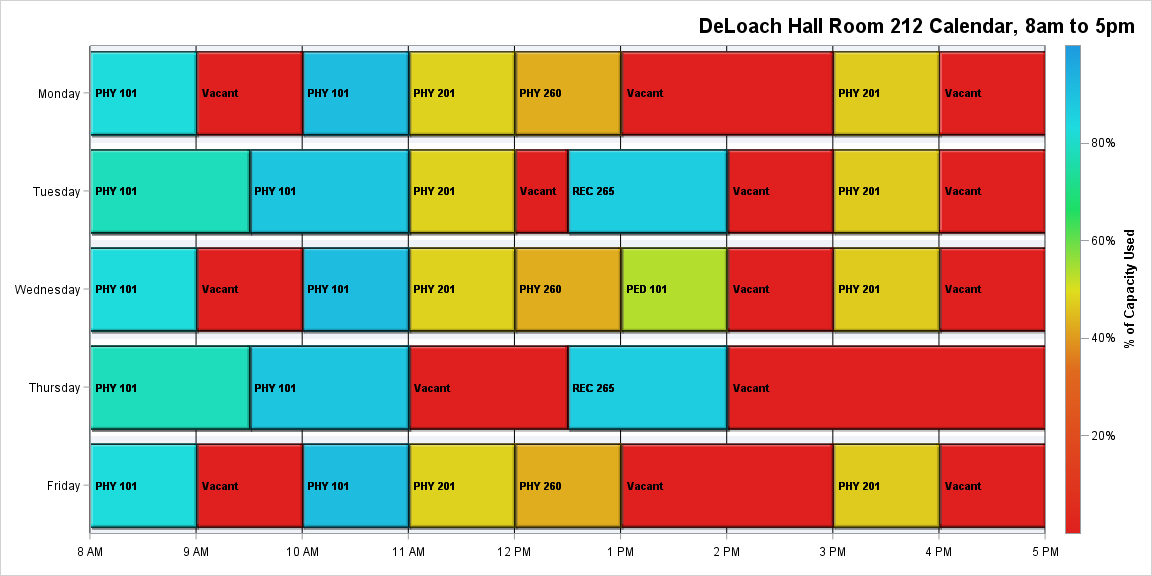 DeLoach Hall Room 212 Calendar, 8am to 5pm
Monday
PHY 101
Vacant
PHY 101
PHY 201
PHY 260
Vacant
PHY 201
Vacant
Tuesday
PHY 101
PHY 101
PHY 201
Vacant
REC 265
Vacant
PHY 201
Vacant
Wednesday
PHY 101
Vacant
PHY 101
PHY 201
PHY 260
PED 101
Vacant
PHY 201
Vacant
Thursday
PHY 101
PHY 101
Vacant
REC 265
Vacant
Friday
PHY 101
Vacant
PHY 101
PHY 201
PHY 260
Vacant
PHY 201
Vacant
8 AM
9 AM
10 AM
11 AM
12 PM
1 PM
2 PM
3 PM
4 PM
5 PM
80%
60%
40%
20%
% of Capacity Used